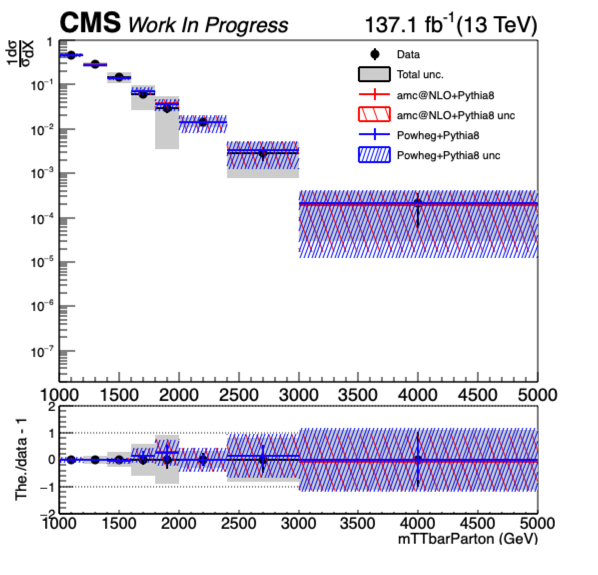 CMS Work In Progress 137.1 fb⁻¹(13 TeV)
1dσ
σdX
1
10⁻¹
10⁻²
10⁻³
10⁻⁴
10⁻⁵
10⁻⁶
10⁻⁷
Data
Total unc.
amc@NLO+Pythia8
amc@NLO+Pythia8 unc
Powheg+Pythia8
Powheg+Pythia8 unc
1000 1500 2000 2500 3000 3500 4000 4500 5000
The./data - 1
2
1
0
−1
−2
1000 1500 2000 2500 3000 3500 4000 4500 5000
mTTbarParton (GeV)